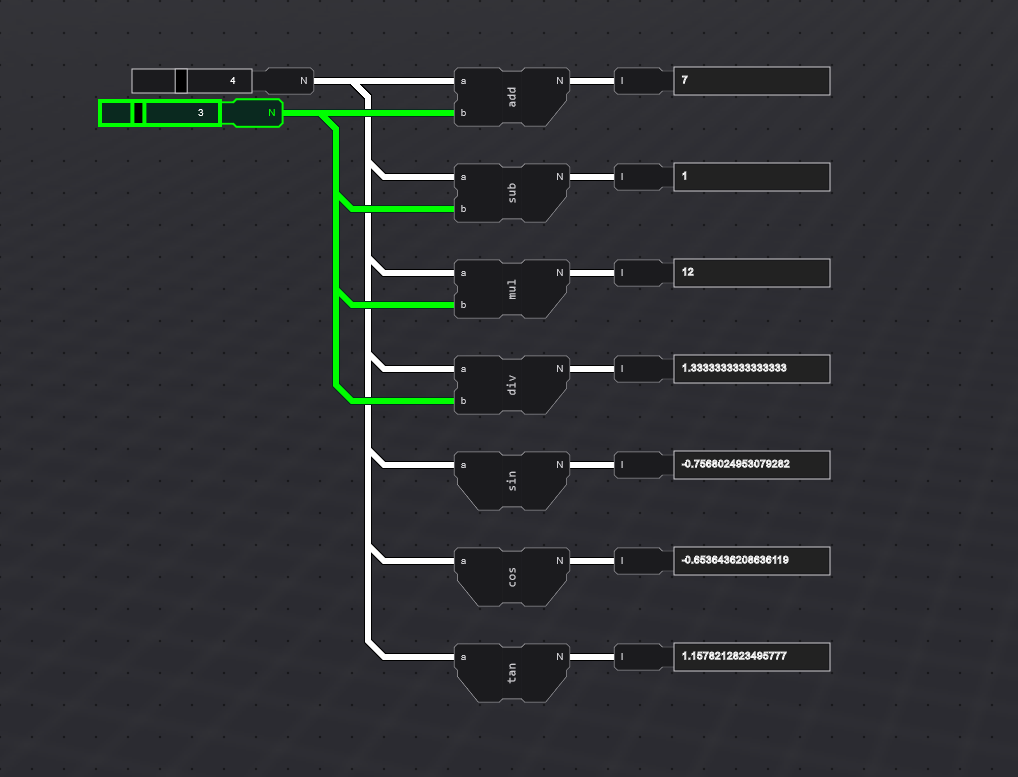 4 N a N I 7
3 N b add
a N I 1
b sub
a N I 12
b mul
a N I 1.3333333333333333
b div
a N I -0.7568024953079282
sin
a N I -0.6536436208636119
cos
a N I 1.1578212823495777
tan